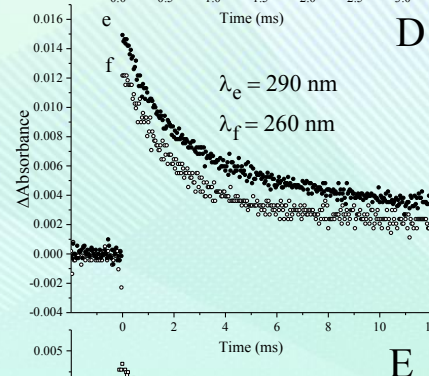 Time (ms)
D
0.016
e
0.014
0.012
f
λe = 290 nm
0.010
λf = 260 nm
0.008
0.006
ΔAbsorbance
0.004
0.002
0.000
-0.002
-0.004
0 2 4 6 8 10
Time (ms)
E
0.005